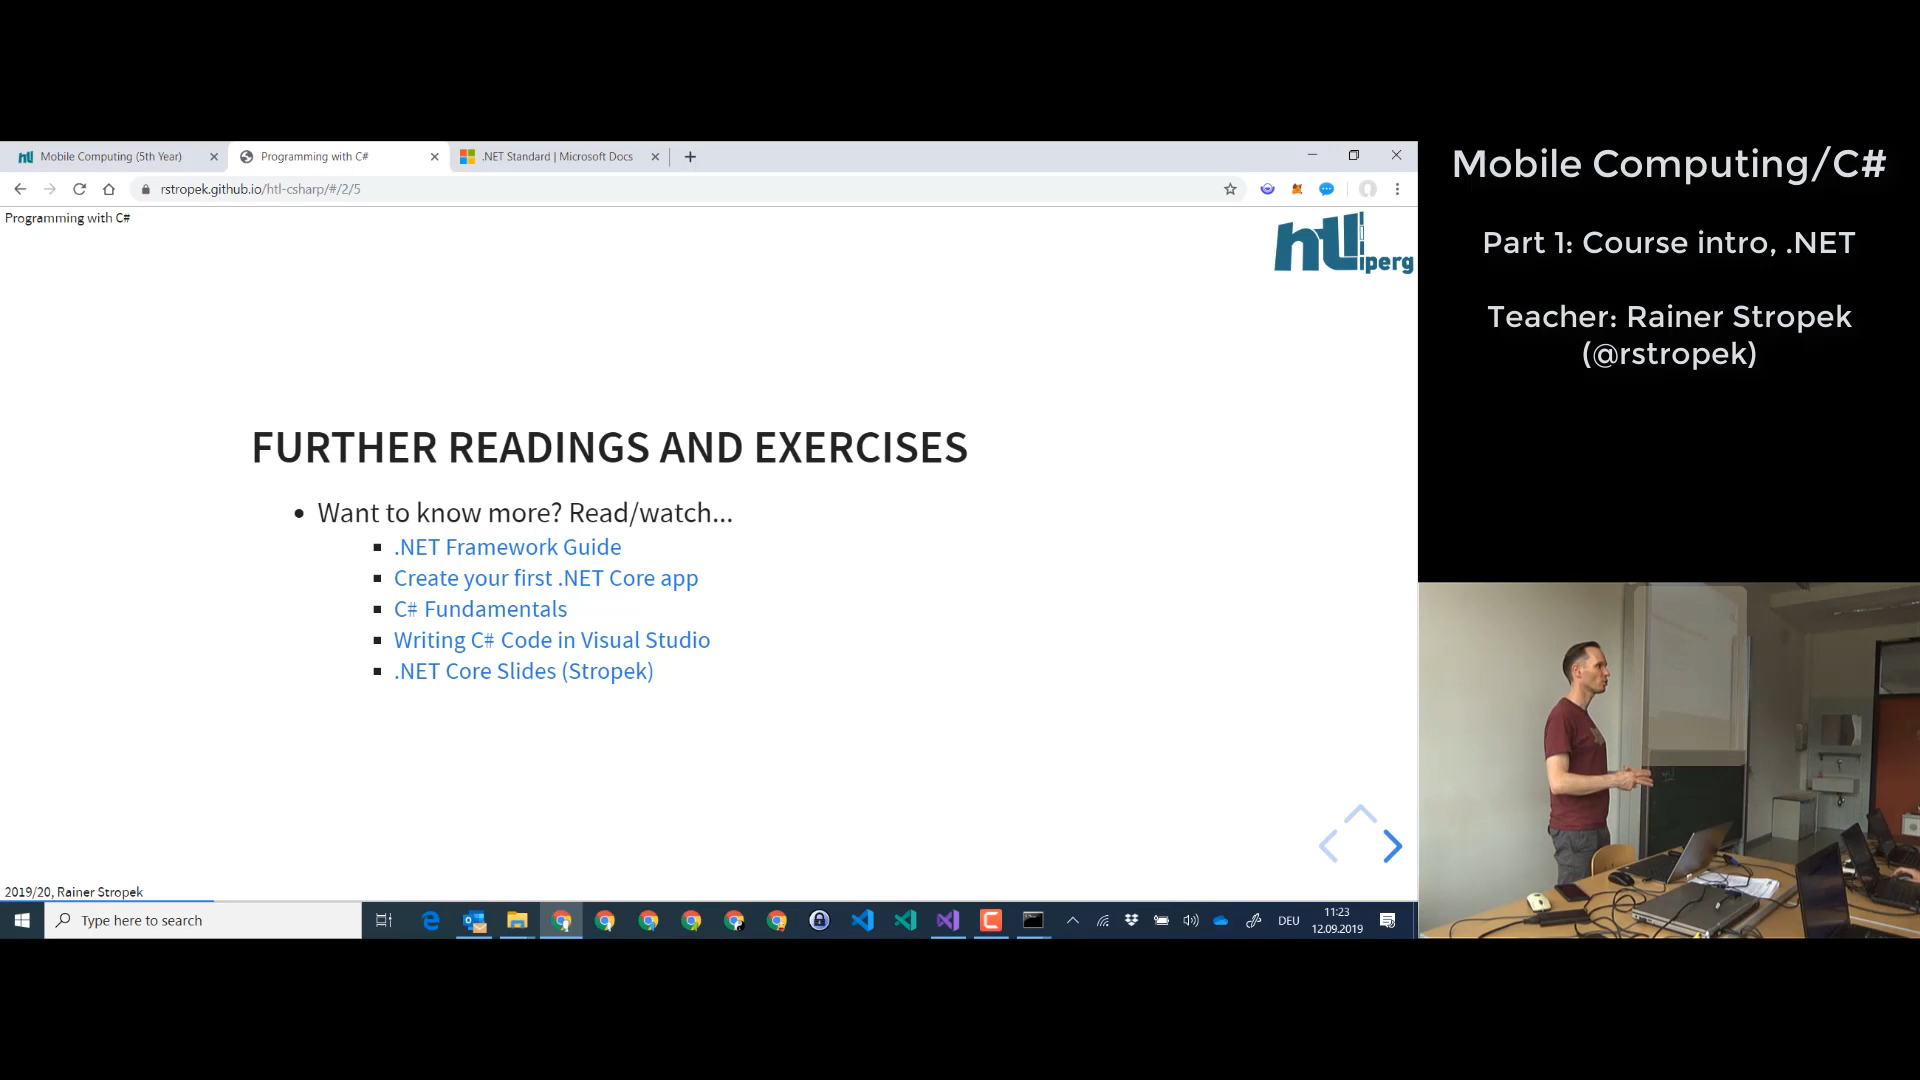 htl Mobile Computing (5th Year)
Programming with C#
.NET Standard | Microsoft Docs
rstropek.github.io/htl-csharp/#/2/5
Programming with C#
htl
iperg
FURTHER READINGS AND EXERCISES
Want to know more? Read/watch...
.NET Framework Guide
Create your first .NET Core app
C# Fundamentals
Writing C# Code in Visual Studio
.NET Core Slides (Stropek)
2019/20, Rainer Stropek
Type here to search
DEU
11:23
12.09.2019
Mobile Computing/C#
Part 1: Course intro, .NET
Teacher: Rainer Stropek
(@rstropek)